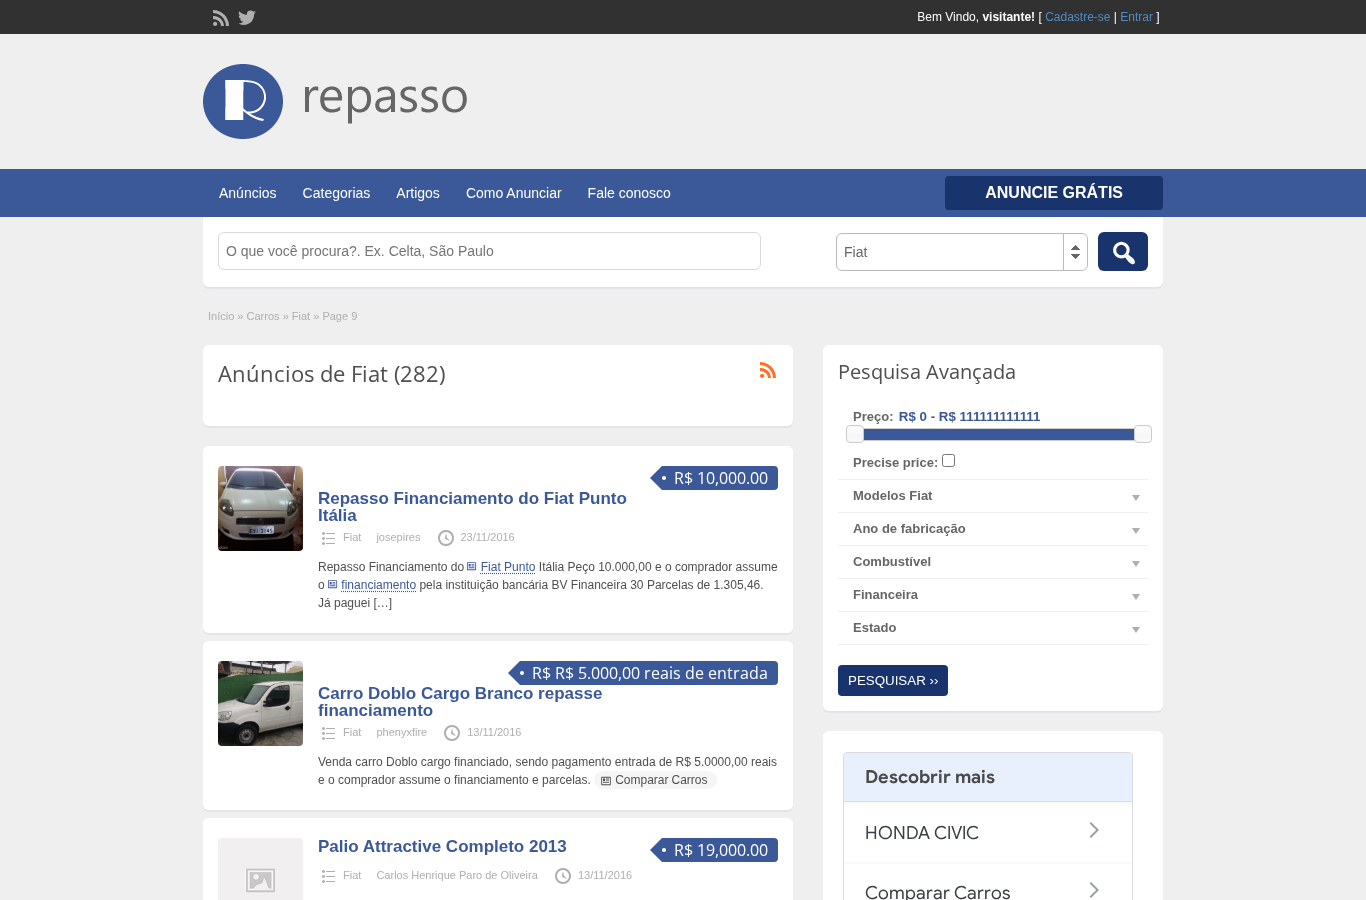 Bem Vindo, visitante! [ Cadastre-se | Entrar ]
R repasso
Anúncios Categorias Artigos Como Anunciar Fale conosco ANUNCIE GRÁTIS
O que você procura?. Ex. Celta, São Paulo Fiat
Início » Carros » Fiat » Page 9
Anúncios de Fiat (282)
R$ 10,000.00
Repasso Financiamento do Fiat Punto
Itália
Fiat josepires 23/11/2016
Repasso Financiamento do Fiat Punto Itália Peço 10.000,00 e o comprador assume
o financiamento pela instituição bancária BV Financeira 30 Parcelas de 1.305,46.
Já paguei […]
R$ R$ 5.000,00 reais de entrada
Carro Doblo Cargo Branco repasse
financiamento
Fiat phenyxfire 13/11/2016
Venda carro Doblo cargo financiado, sendo pagamento entrada de R$ 5.0000,00 reais
e o comprador assume o financiamento e parcelas. Comparar Carros
Palio Attractive Completo 2013 R$ 19,000.00
Fiat Carlos Henrique Paro de Oliveira 13/11/2016
Pesquisa Avançada
Preço: R$ 0 - R$ 111111111111
Precise price:
Modelos Fiat
Ano de fabricação
Combustível
Financeira
Estado
PESQUISAR ››
Descobrir mais
HONDA CIVIC
Comparar Carros